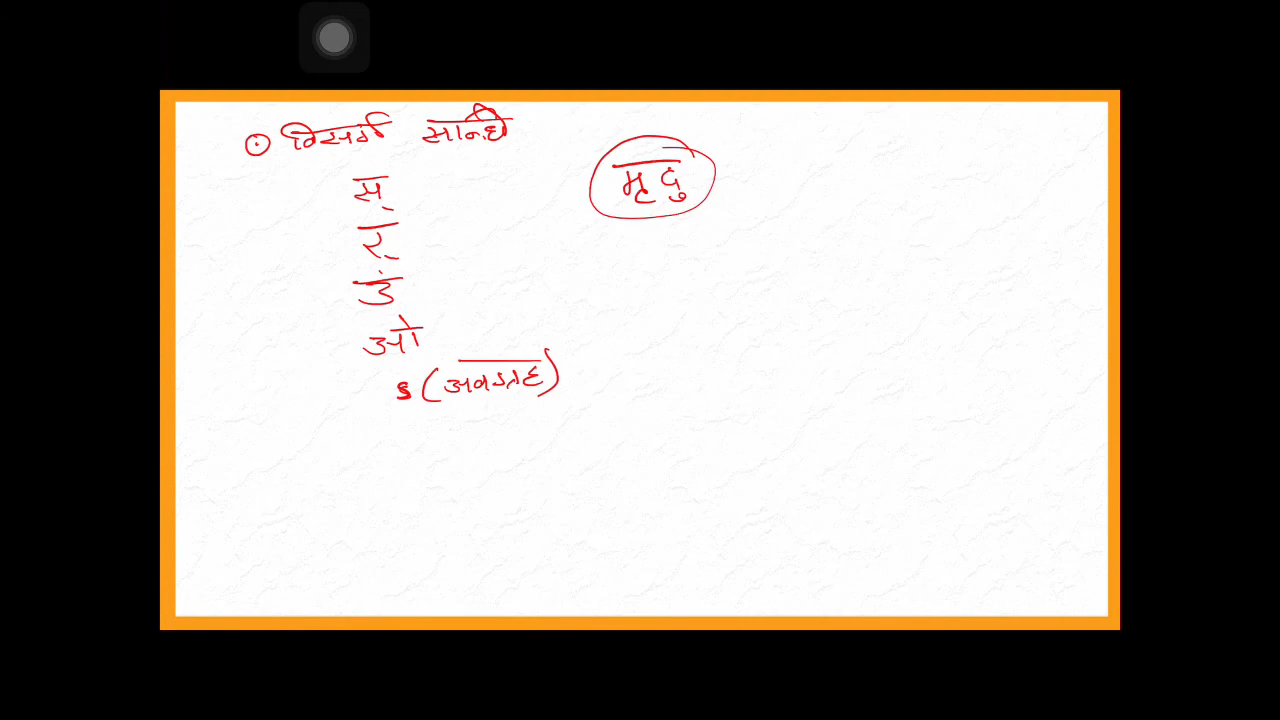 विसर्ग सन्धि
मृदु
स्
र्
उ
ओ
ऽ (अवग्रह)